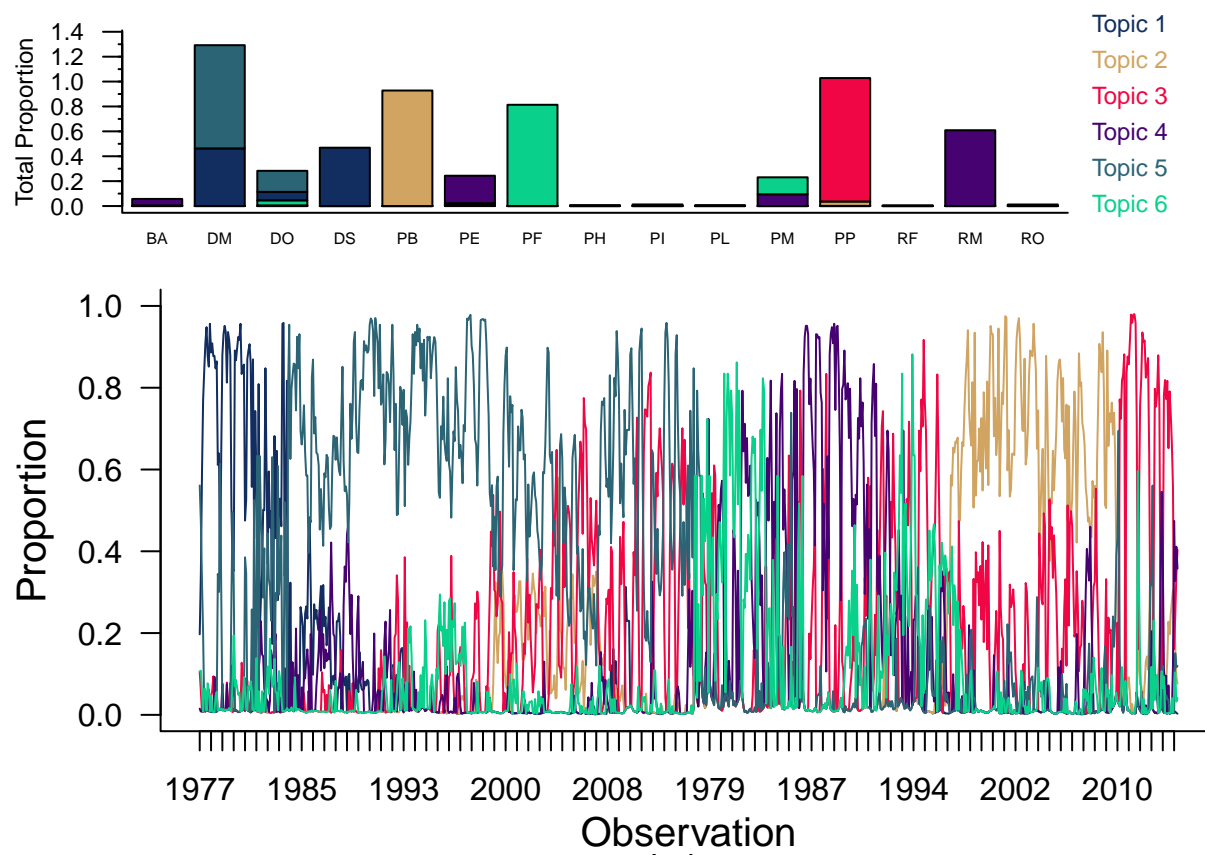 Total Proportion
1.4
1.2
1.0
0.8
0.6
0.4
0.2
0.0
BA DM DO DS PB PE PF PH PI PL PM PP RF RM RO
Topic 1
Topic 2
Topic 3
Topic 4
Topic 5
Topic 6
Proportion
1.0
0.8
0.6
0.4
0.2
0.0
1977 1985 1993 2000 2008 1979 1987 1994 2002 2010
Observation